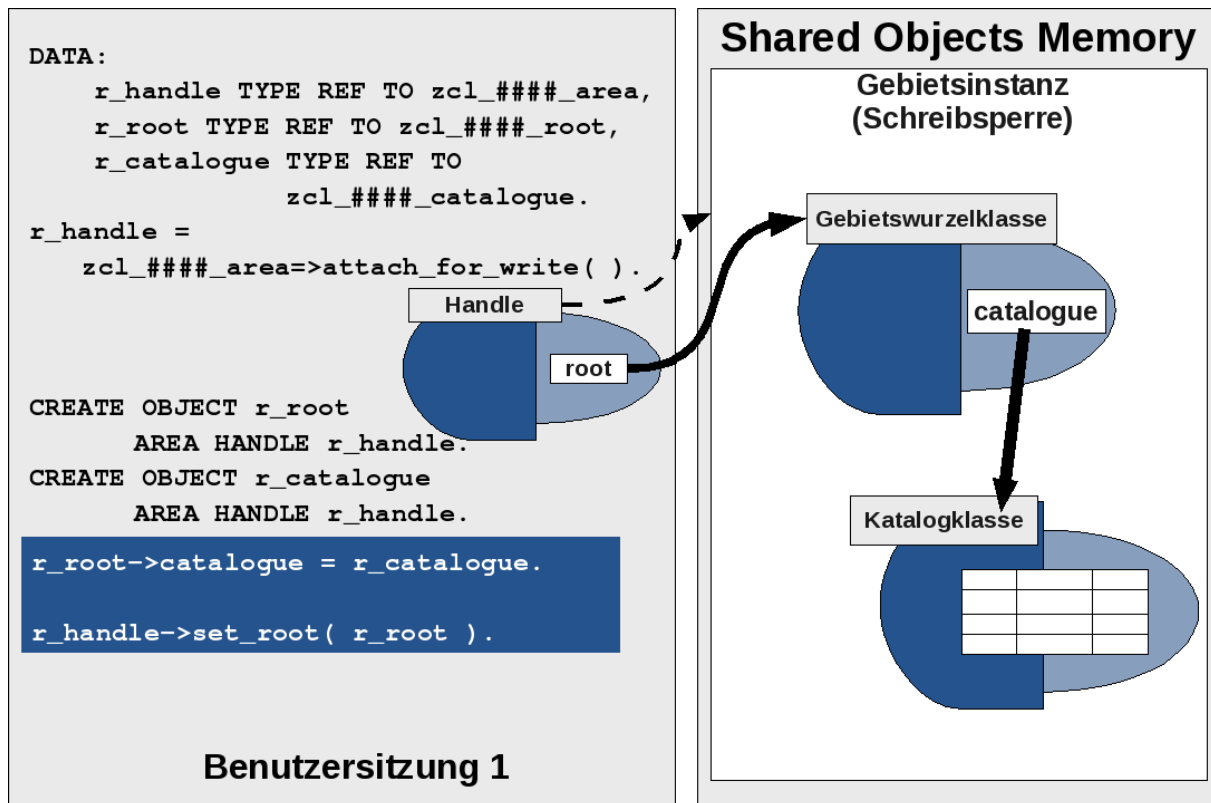 DATA:
r_handle TYPE REF TO zcl_####_area,
r_root TYPE REF TO zcl_####_root,
r_catalogue TYPE REF TO
zcl_####_catalogue.
r_handle =
zcl_####_area=>attach_for_write( ).
Handle
root
CREATE OBJECT r_root
AREA HANDLE r_handle.
CREATE OBJECT r_catalogue
AREA HANDLE r_handle.
r_root->catalogue = r_catalogue.
r_handle->set_root( r_root ).
Benutzersitzung 1
Shared Objects Memory
Gebietsinstanz
(Schreibsperre)
Gebietswurzelklasse
catalogue
Katalogklasse